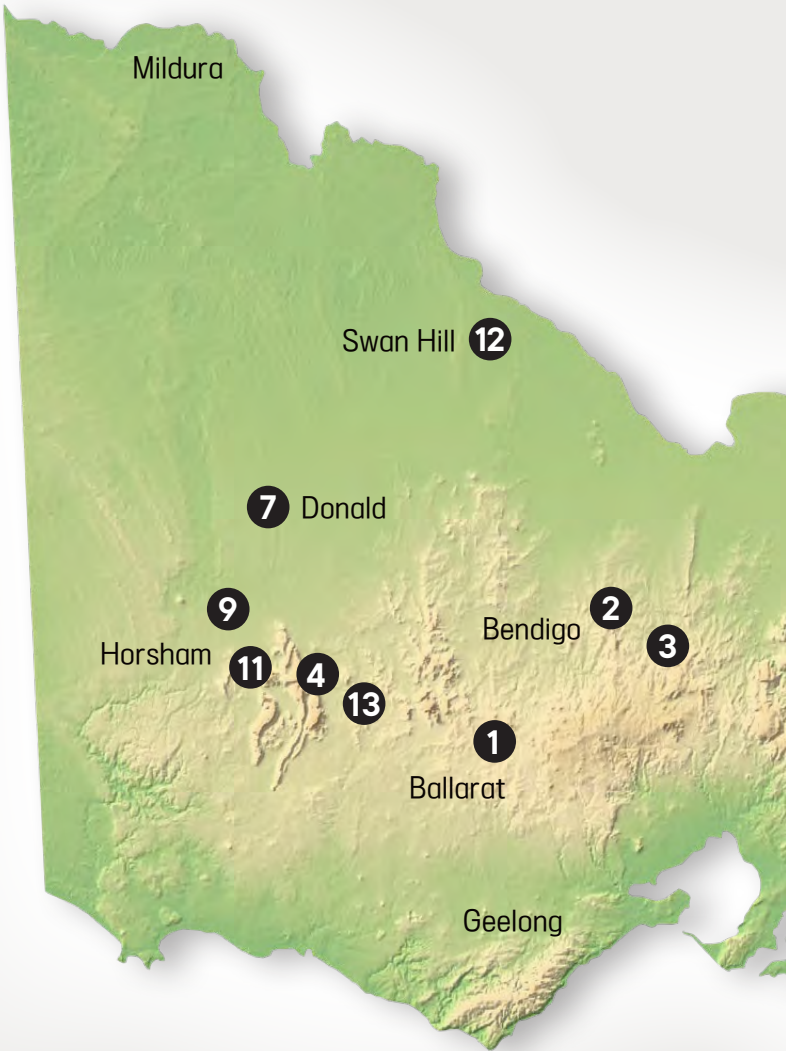 Mildura
Swan Hill 12
7 Donald
9
2
Bendigo
3
Horsham
11
4
13
1
Ballarat
Geelong